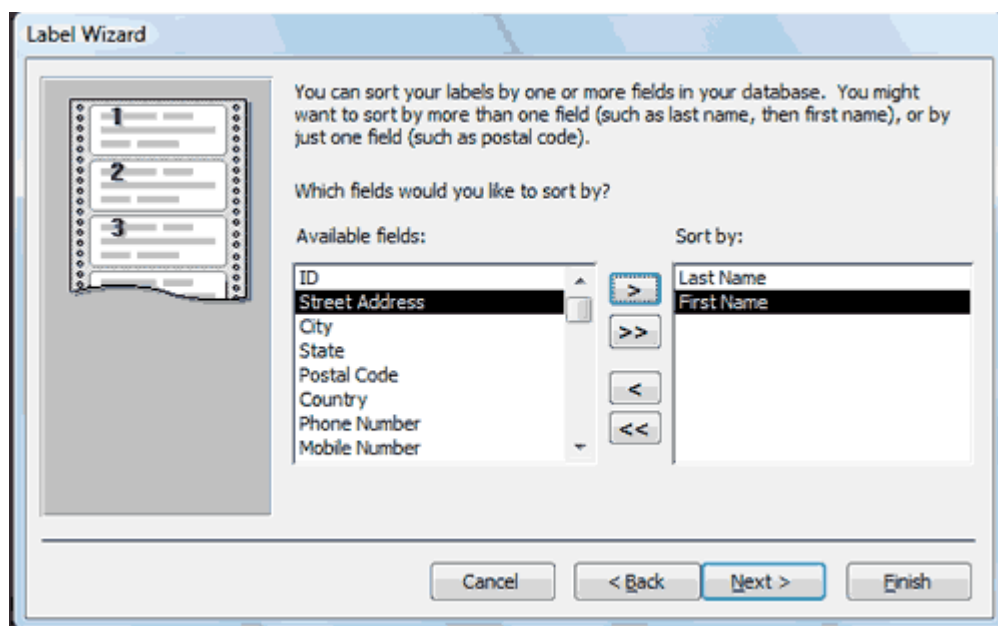 Label Wizard
1
2
3
You can sort your labels by one or more fields in your database. You might
want to sort by more than one field (such as last name, then first name), or by
just one field (such as postal code).
Which fields would you like to sort by?
Available fields:
Sort by:
ID
Street Address
City
State
Postal Code
Country
Phone Number
Mobile Number
>
>>
<
<<
Last Name
First Name
Cancel
< Back
Next >
Finish